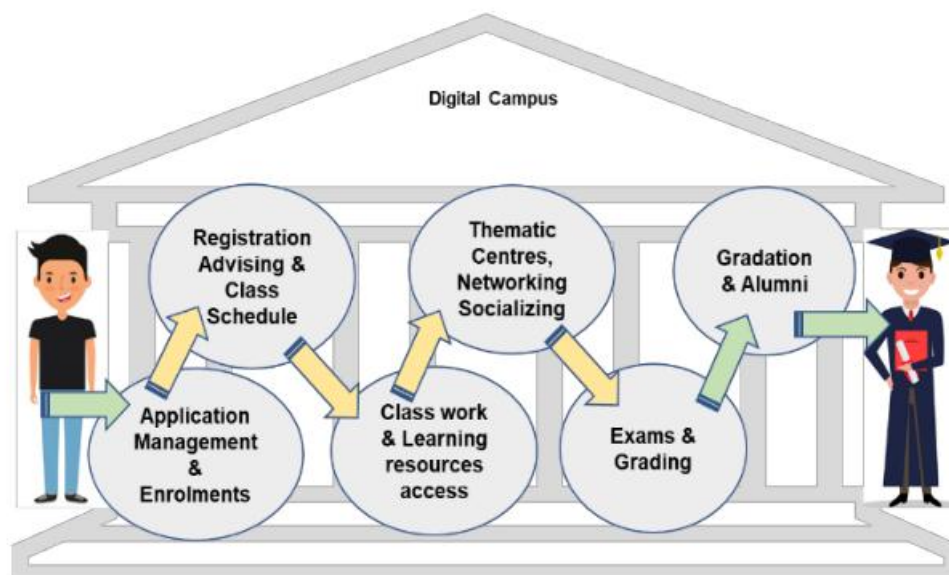 Digital Campus
Registration
Advising &
Class
Schedule
Thematic
Centres,
Networking
Socializing
Gradation
& Alumni
Application
Management
&
Enrolments
Class work
& Learning
resources
access
Exams &
Grading